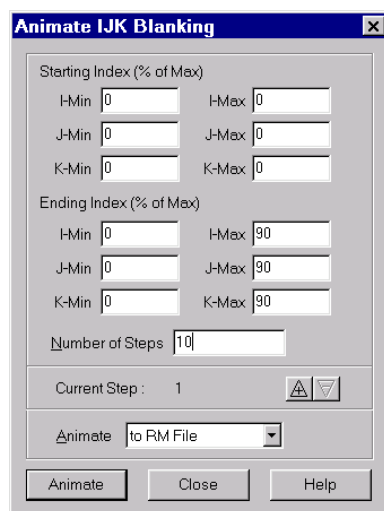 Animate IJK Blanking
Starting Index (% of Max)
I-Min 0 I-Max 0
J-Min 0 J-Max 0
K-Min 0 K-Max 0
Ending Index (% of Max)
I-Min 0 I-Max 90
J-Min 0 J-Max 90
K-Min 0 K-Max 90
Number of Steps 10
Current Step : 1
Animate to RM File
Animate Close Help